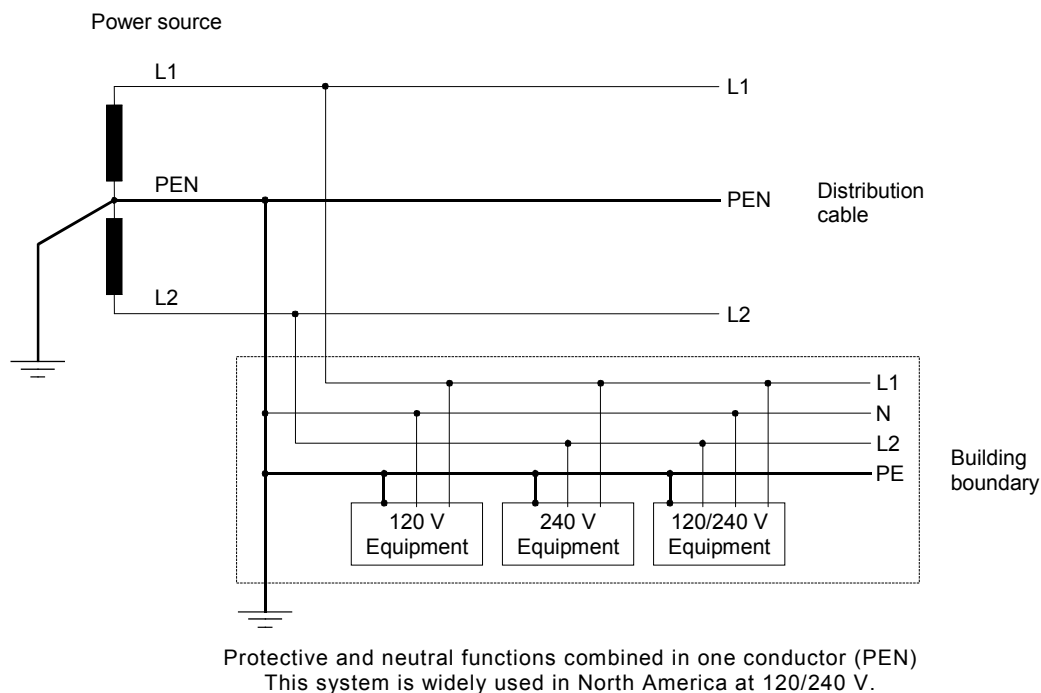 Power source
L1
L1
PEN
PEN
Distribution
cable
L2
L2
L1
N
L2
PE
Building
boundary
120 V
Equipment
240 V
Equipment
120/240 V
Equipment
Protective and neutral functions combined in one conductor (PEN)
This system is widely used in North America at 120/240 V.